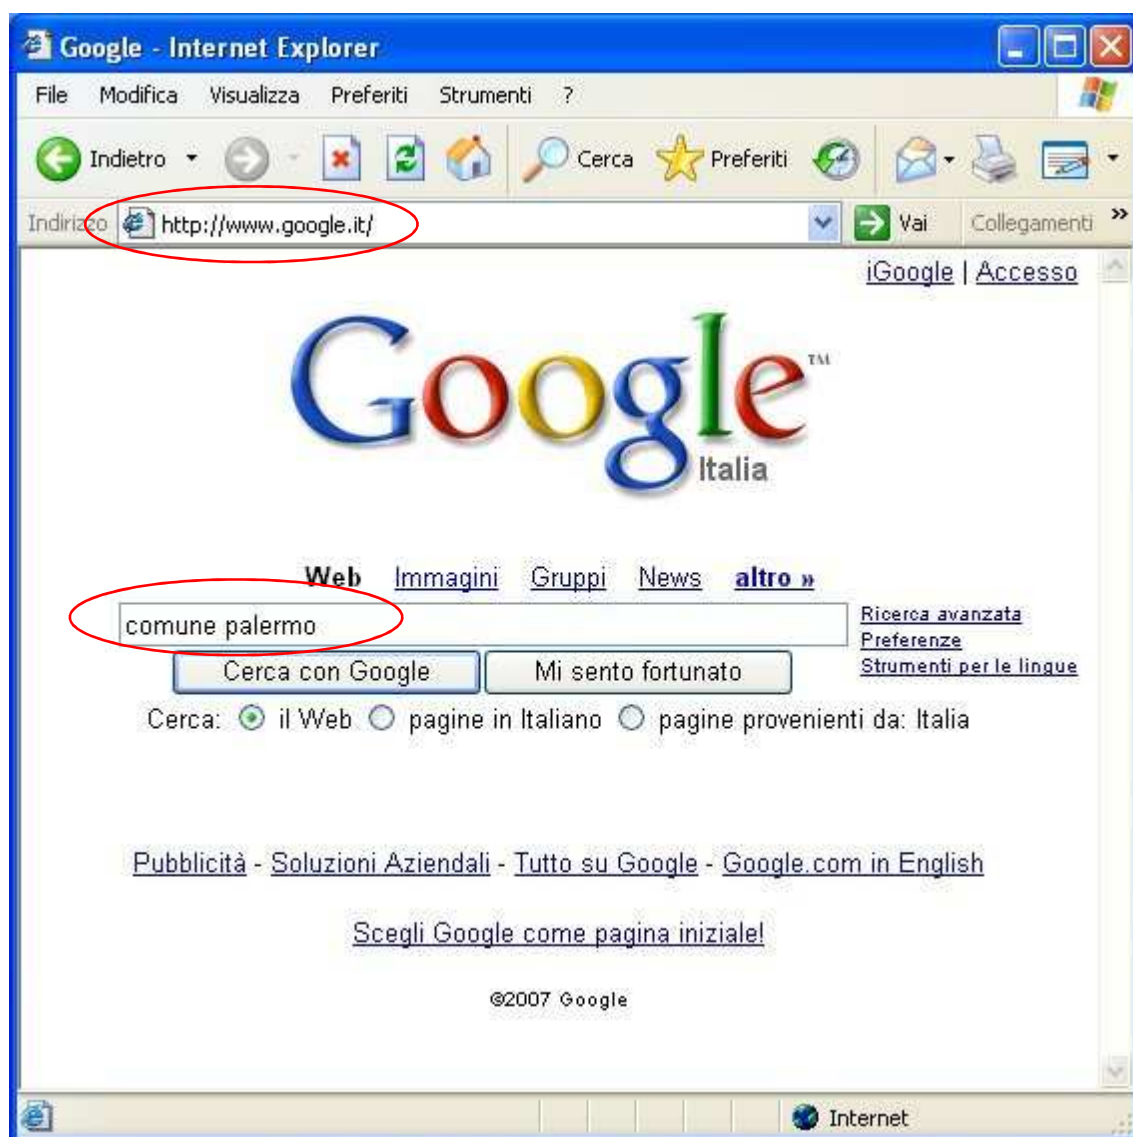 Google - Internet Explorer
File Modifica Visualizza Preferiti Strumenti ?
Indietro Cerca Preferiti
Indirizzo http://www.google.it/ Vai Collegamenti »
iGoogle | Accesso
Google™
Italia
Web Immagini Gruppi News altro »
comune palermo
Ricerca avanzata
Preferenze
Strumenti per le lingue
Cerca con Google Mi sento fortunato
Cerca: il Web pagine in Italiano pagine provenienti da: Italia
Pubblicità - Soluzioni Aziendali - Tutto su Google - Google.com in English
Scegli Google come pagina iniziale!
©2007 Google
Internet